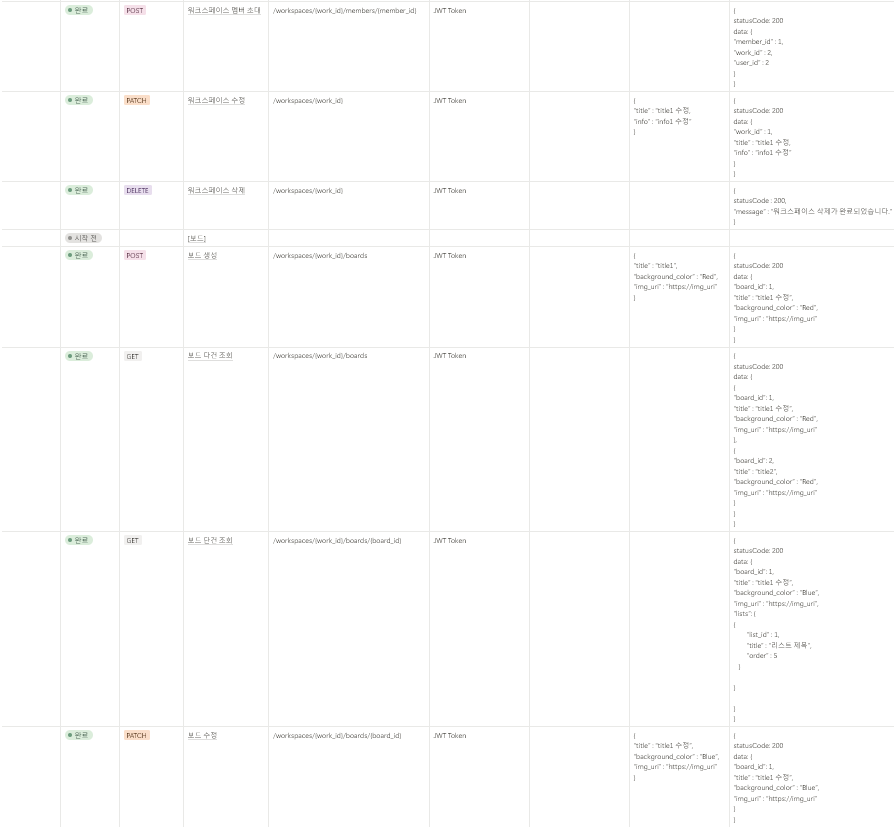 완료 POST 워크스페이스 멤버 초대 /workspaces/{work_id}/members/{member_id} JWT Token {
statusCode: 200
data: {
"member_id" : 1,
"work_id" : 2,
"user_id" : 2
}
}
완료 PATCH 워크스페이스 수정 /workspaces/{work_id} JWT Token { {
"title" : "title1 수정, statusCode: 200
"info" : "info1 수정" data: {
} "work_id" : 1,
"title" : "title1 수정,
"info" : "info1 수정"
}
}
완료 DELETE 워크스페이스 삭제 /workspaces/{work_id} JWT Token {
statusCode : 200,
"message" : "워크스페이스 삭제가 완료되었습니다."
}
시작 전 [보드]
완료 POST 보드 생성 /workspaces/{work_id}/boards JWT Token { {
"title" : "title1", statusCode: 200
"background_color" : "Red", data: {
"img_url" : "https://img_url" "board_id": 1,
} "title" : "title1 수정",
"background_color" : "Red",
"img_url" : "https://img_url"
}
}
완료 GET 보드 다건 조회 /workspaces/{work_id}/boards JWT Token {
statusCode: 200
data: {
{
"board_id": 1,
"title" : "title1 수정",
"background_color" : "Red",
"img_url" : "https://img_url"
},
{
"board_id": 2,
"title" : "title2",
"background_color" : "Red",
"img_url" : "https://img_url"
}
}
}
완료 GET 보드 단건 조회 /workspaces/{work_id}/boards/{board_id} JWT Token {
statusCode: 200
data: {
"board_id": 1,
"title" : "title1 수정",
"background_color" : "Blue",
"img_url" : "https://img_url",
"lists": {
{
"list_id" : 1,
"title" : "리스트 제목",
"order" : 5
}
}
}
}
완료 PATCH 보드 수정 /workspaces/{work_id}/boards/{board_id} JWT Token { {
"title" : "title1 수정", statusCode: 200
"background_color" : "Blue", data: {
"img_url" : "https://img_url" "board_id": 1,
} "title" : "title1 수정",
"background_color" : "Blue",
"img_url" : "https://img_url"
}
}